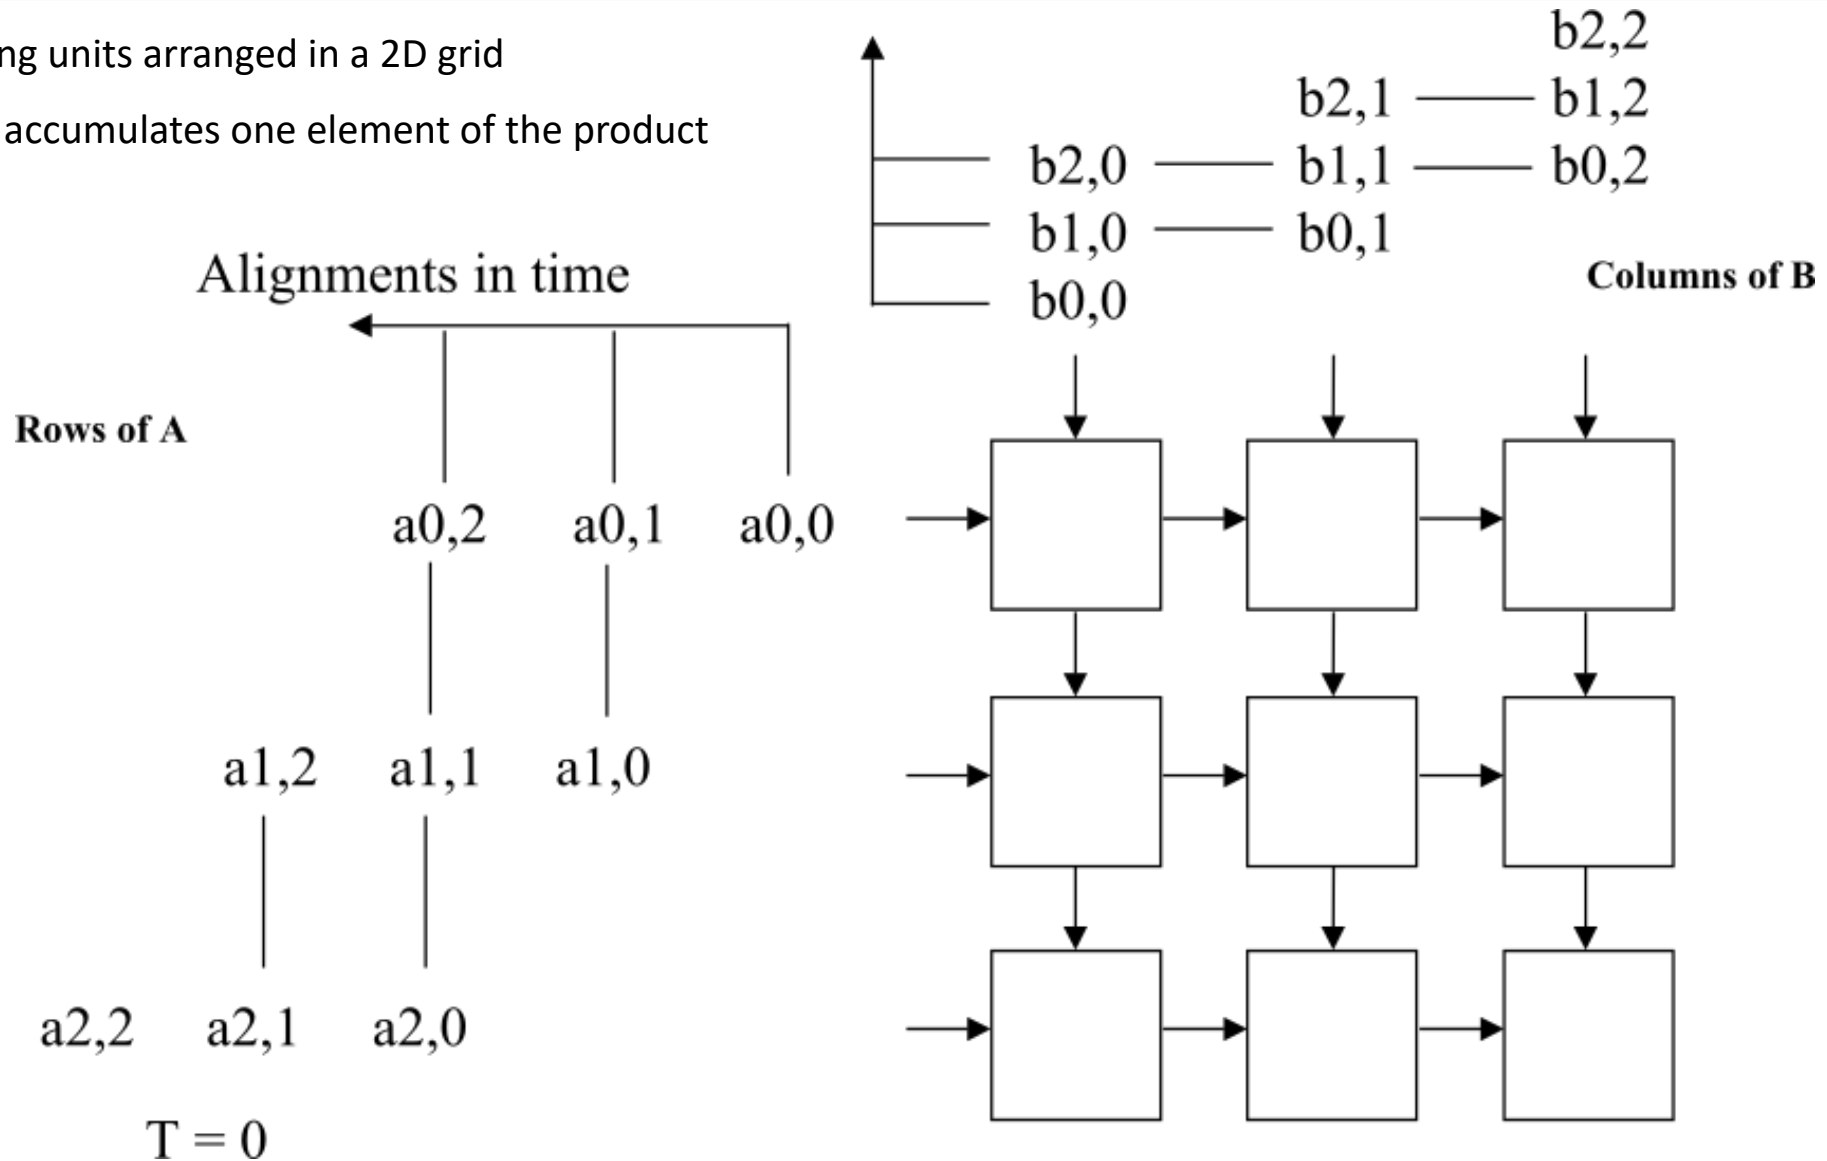 ng units arranged in a 2D grid
accumulates one element of the product
b2,2
b2,1 b1,2
b2,0 b1,1 b0,2
b1,0 b0,1
b0,0
Columns of B
Alignments in time
Rows of A
a0,2 a0,1 a0,0
a1,2 a1,1 a1,0
a2,2 a2,1 a2,0
T = 0